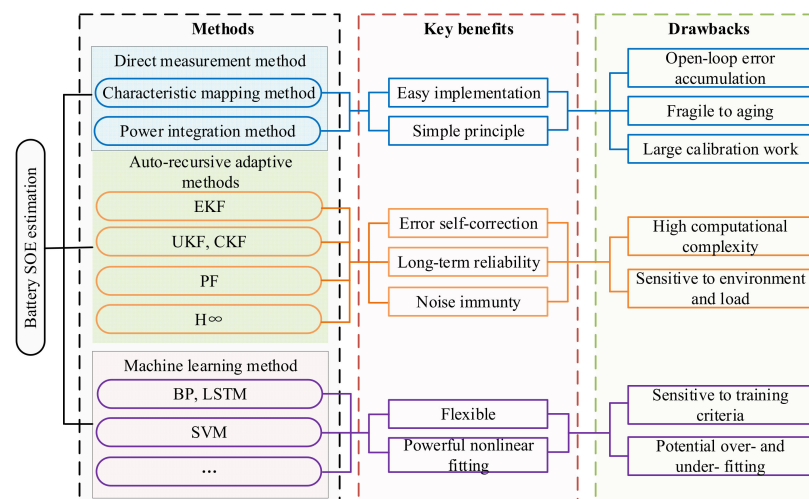 Methods
Key benefits
Drawbacks
Battery SOE estimation
Direct measurement method
Characteristic mapping method
Power integration method
Easy implementation
Simple principle
Open-loop error
accumulation
Fragile to aging
Large calibration work
Auto-recursive adaptive
methods
EKF
UKF, CKF
PF
H∞
Error self-correction
Long-term reliability
Noise immunty
High computational
complexity
Sensitive to environment
and load
Machine learning method
BP, LSTM
SVM
...
Flexible
Powerful nonlinear
fitting
Sensitive to training
criteria
Potential over- and
under- fitting